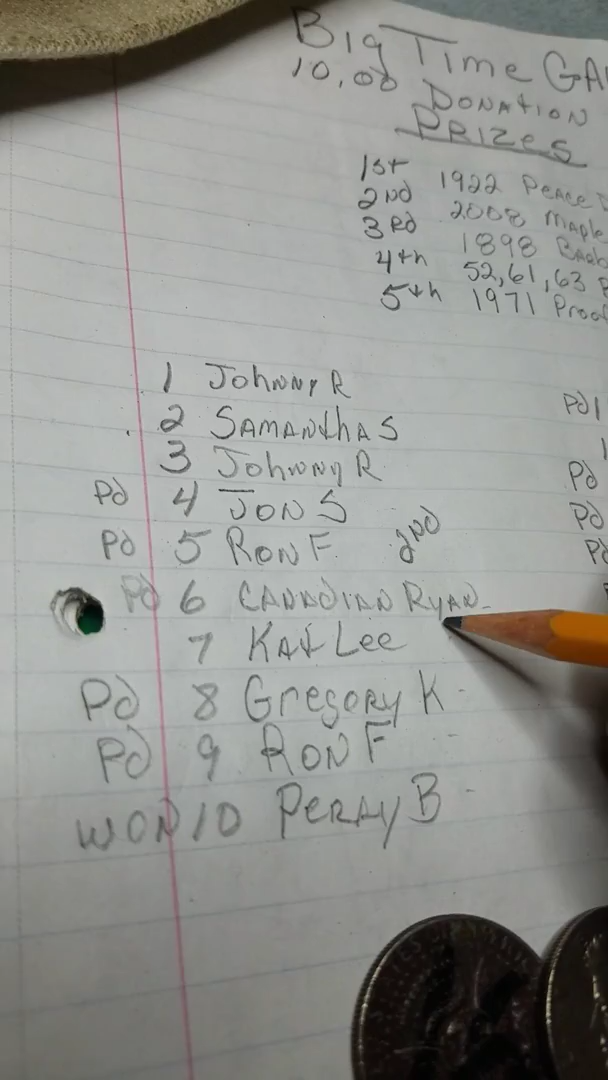 Big Time
10.00 Donation
Prizes
1st 1922 Peace
2nd 2008 Maple
3rd 1898
4th 52,61,63
5th 1971 Proof
1 Johnny R
2 Samantha S
3 Johnny R
Pd 4 Jon S
Pd 5 Ron F 2nd
Pd 6 Canadian Ryan
7 Kat Lee
Pd 8 Gregory K
Pd 9 Ron F
Won 10 Perry B
Pd 1
1
Pd
Pd
Pd